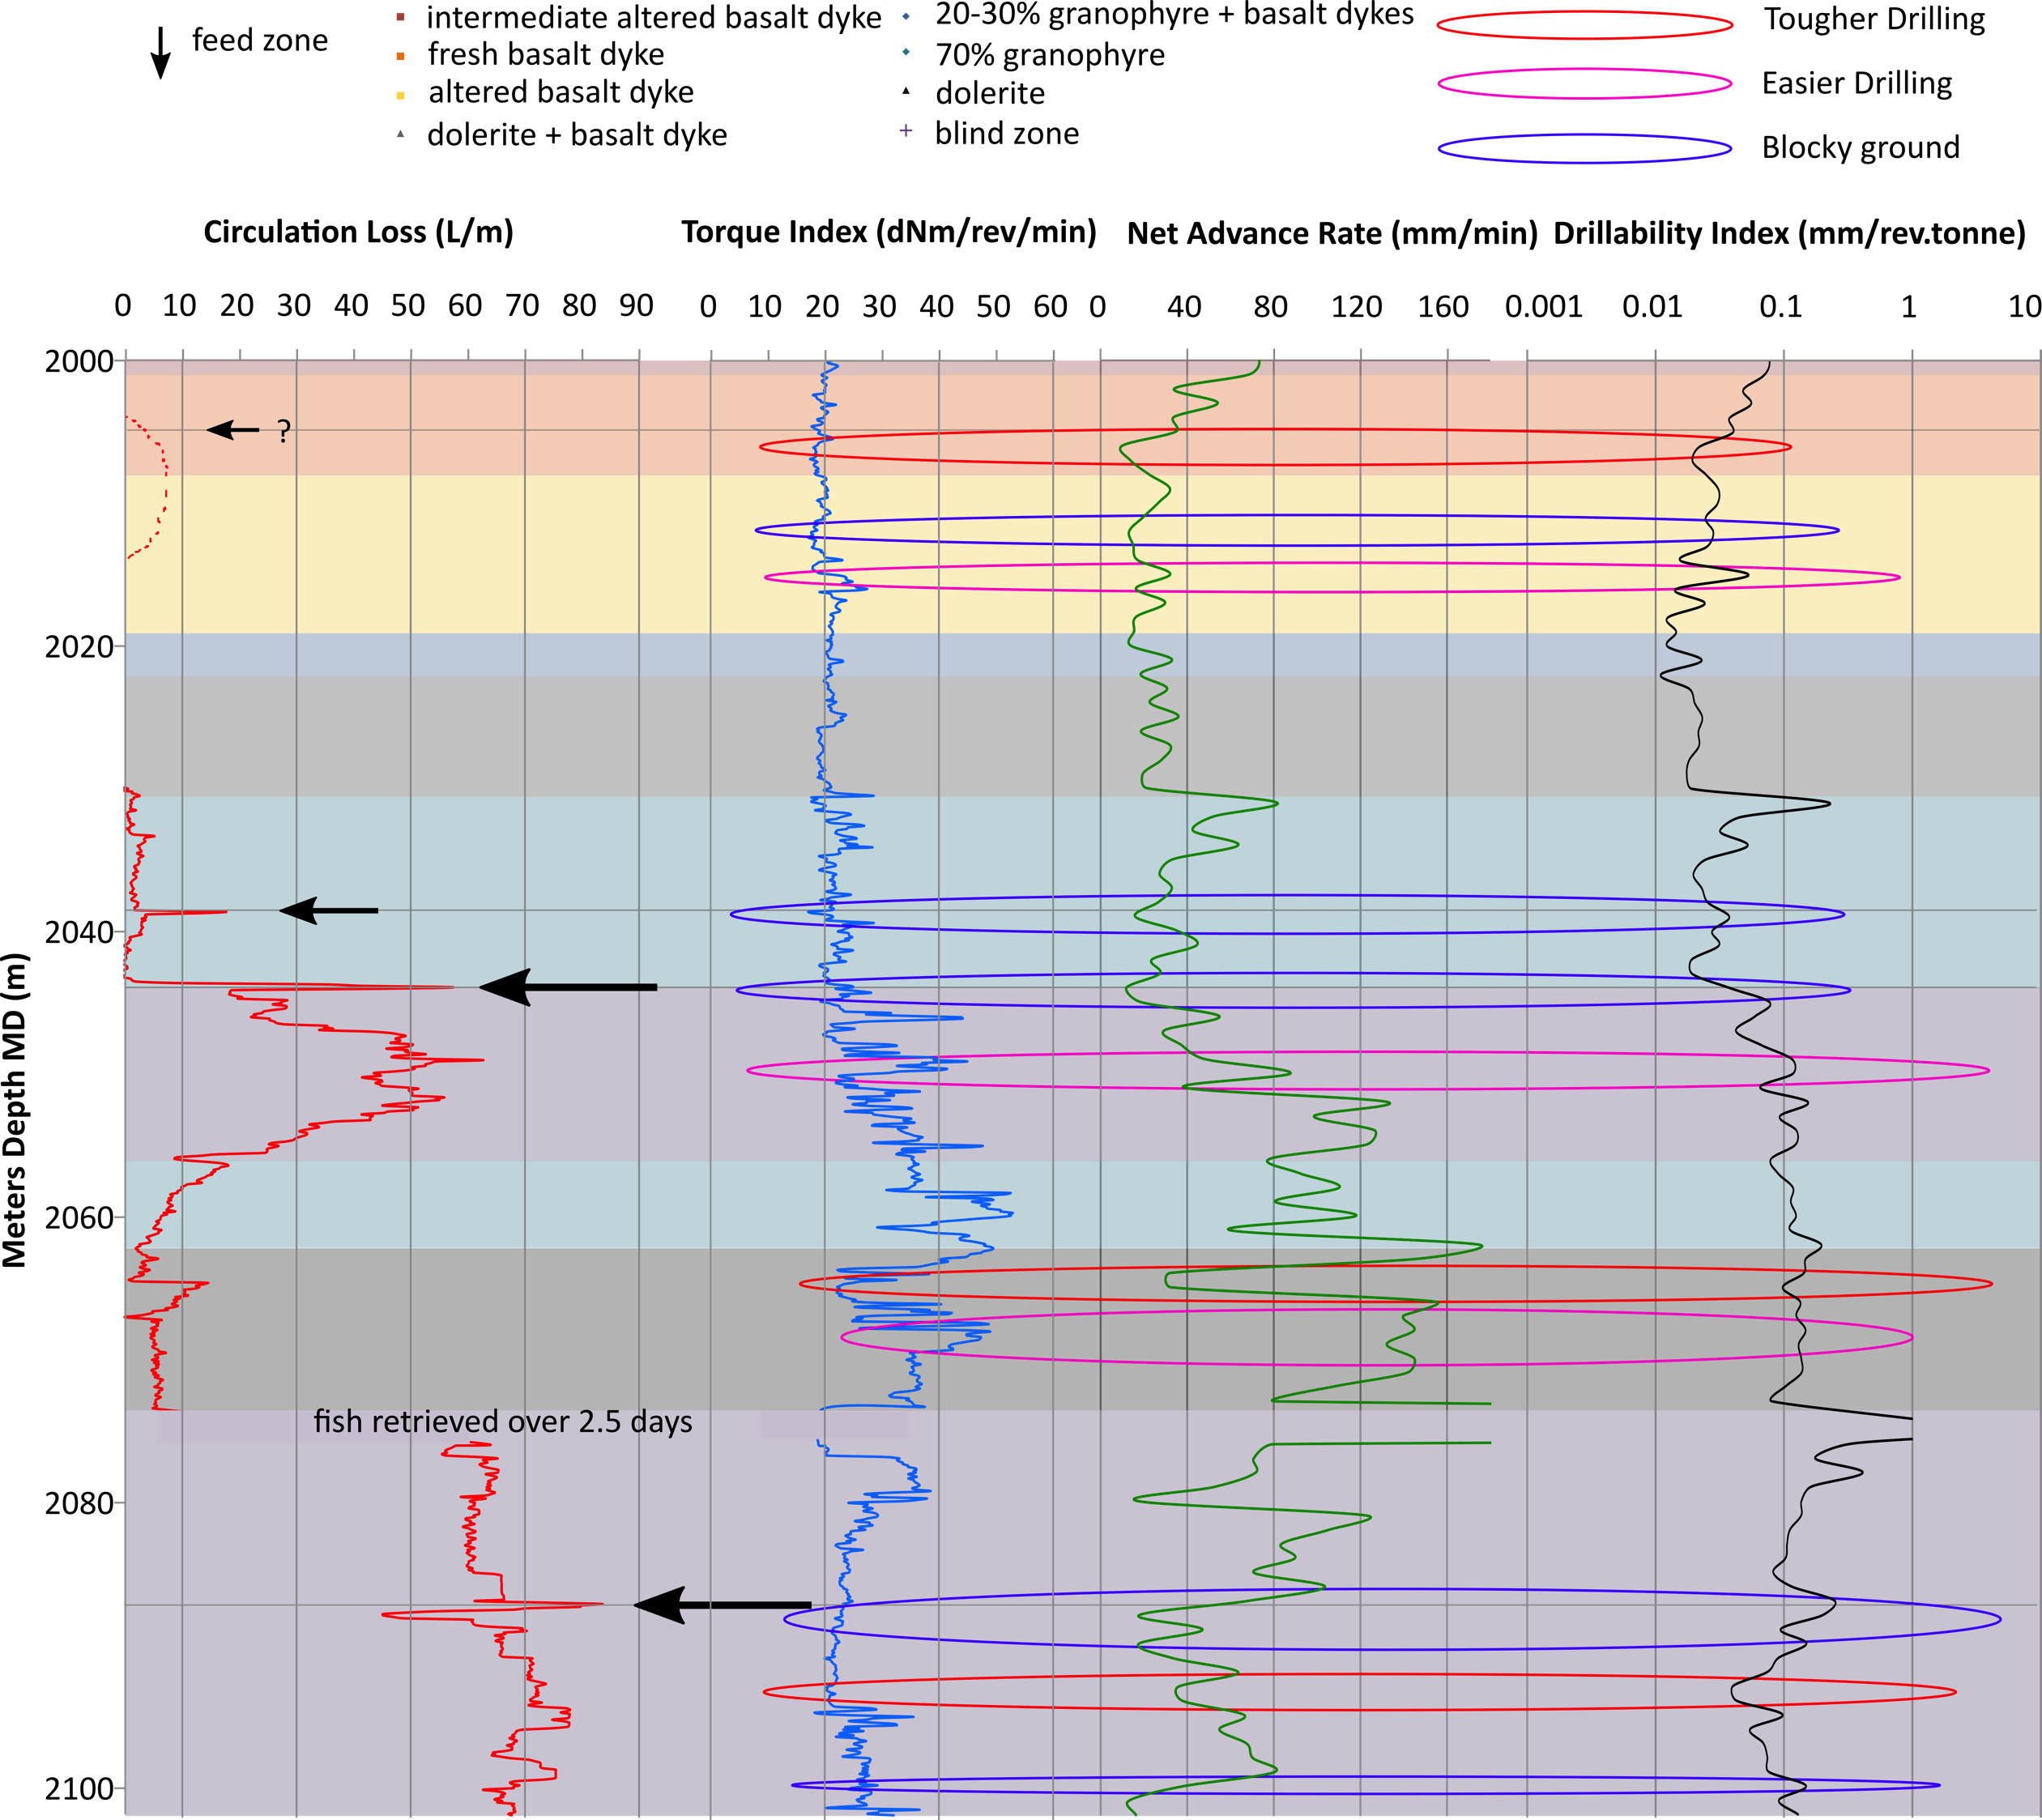 feed zone
intermediate altered basalt dyke
fresh basalt dyke
altered basalt dyke
dolerite + basalt dyke
20-30% granophyre + basalt dykes
70% granophyre
dolerite
blind zone
Tougher Drilling
Easier Drilling
Blocky ground
Circulation Loss (L/m)
Torque Index (dNm/rev/min)
Net Advance Rate (mm/min)
Drillability Index (mm/rev.tonne)
0 10 20 30 40 50 60 70 80 90
0 10 20 30 40 50 60
0 40 80 120 160
0.001 0.01 0.1 1 10
Meters Depth MD (m)
2000
?
2020
2040
2060
fish retrieved over 2.5 days
2080
2100